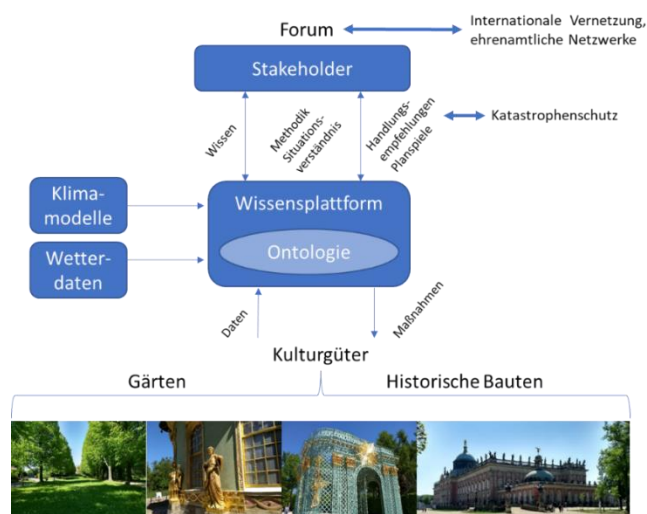 Forum
Internationale Vernetzung,
ehrenamtliche Netzwerke
Stakeholder
Wissen
Methodik
Situations-
verständnis
Handlungs-
empfehlungen
Planspiele
Katastrophenschutz
Klima-
modelle
Wissensplattform
Ontologie
Wetter-
daten
Daten
Maßnahmen
Kulturgüter
Gärten
Historische Bauten